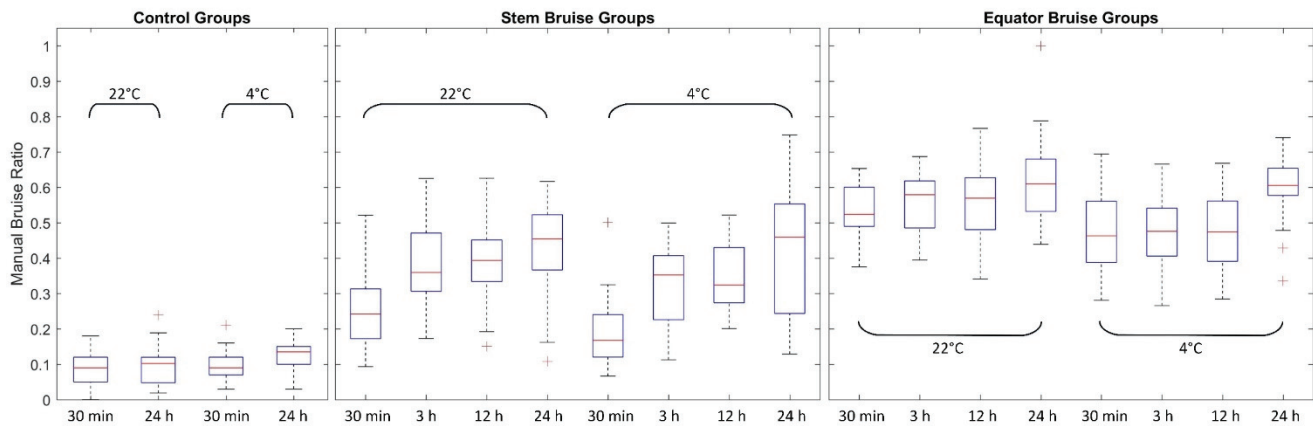 Control Groups
Stem Bruise Groups
Equator Bruise Groups
Manual Bruise Ratio
1
0.9
0.8
0.7
0.6
0.5
0.4
0.3
0.2
0.1
0
22°C
4°C
22°C
4°C
22°C
4°C
30 min 24 h 30 min 24 h
30 min 3 h 12 h 24 h 30 min 3 h 12 h 24 h
30 min 3 h 12 h 24 h 30 min 3 h 12 h 24 h